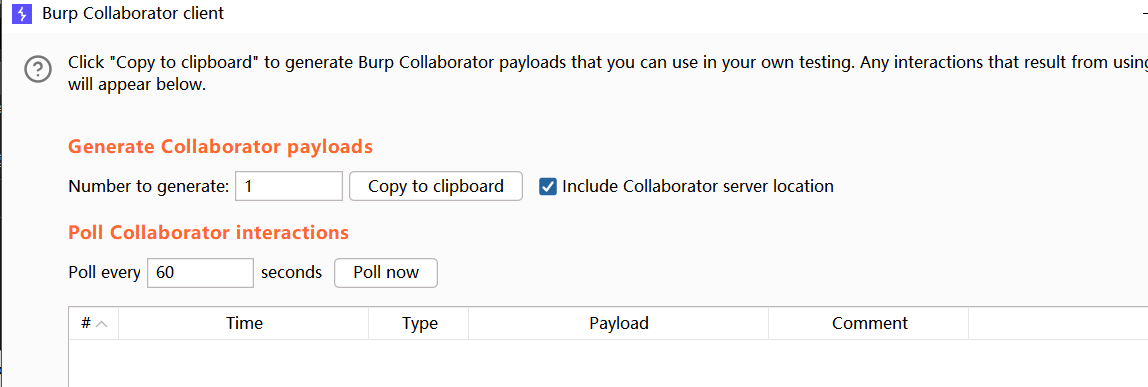 Burp Collaborator client
Click "Copy to clipboard" to generate Burp Collaborator payloads that you can use in your own testing. Any interactions that result from using
will appear below.
Generate Collaborator payloads
Number to generate: 1 Copy to clipboard Include Collaborator server location
Poll Collaborator interactions
Poll every 60 seconds Poll now
# Time Type Payload Comment